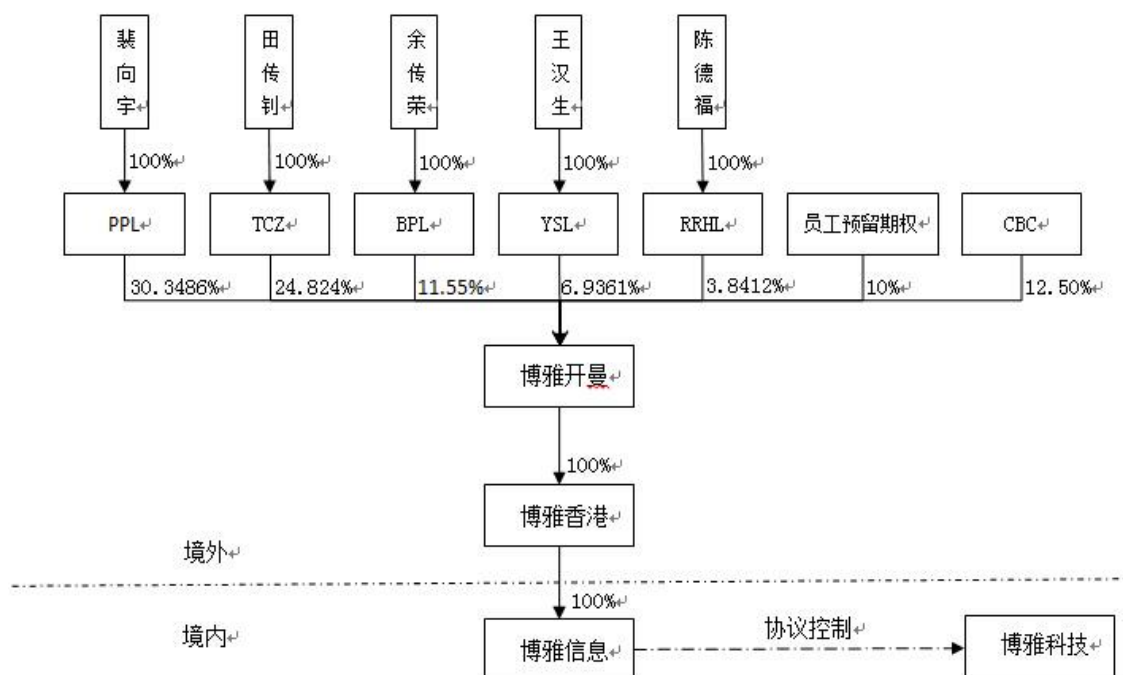 裴向宇
田传钊
余传荣
王汉生
陈德福
100%
100%
100%
100%
100%
PPL
TCZ
BPL
YSL
RRHL
员工预留期权
CBC
30.3486%
24.824%
11.55%
6.9361%
3.8412%
10%
12.50%
博雅开曼
100%
博雅香港
境外
100%
境内
博雅信息
协议控制
博雅科技